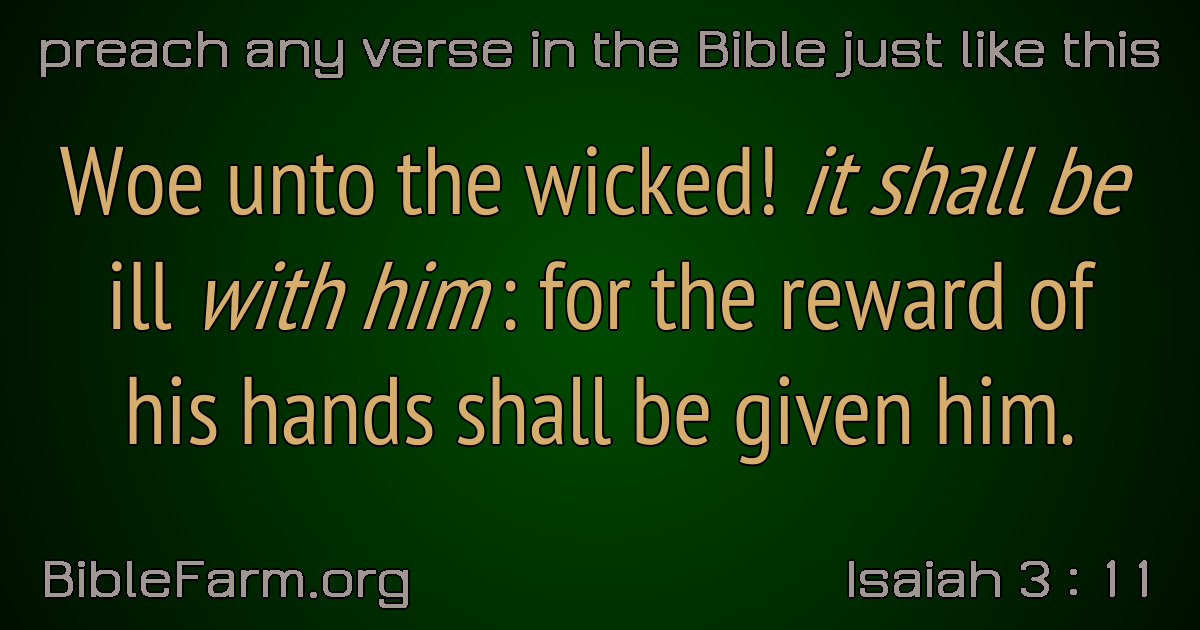 preach any verse in the Bible just like this
Woe unto the wicked! it shall be
ill with him: for the reward of
his hands shall be given him.
BibleFarm.org
Isaiah 3 : 11